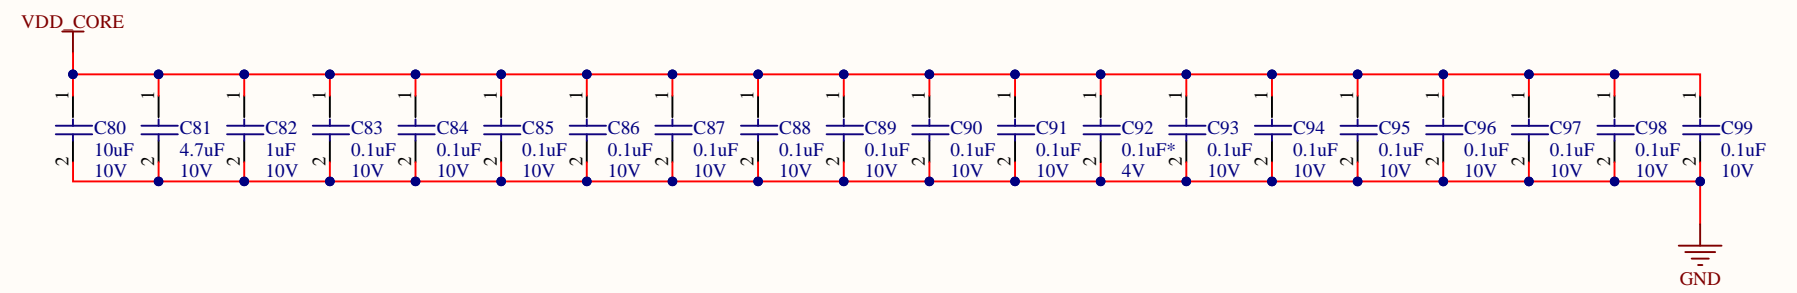 VDD_CORE
1 1 1 1 1 1 1 1 1 1 1 1 1 1 1 1 1 1 1 1
C80 C81 C82 C83 C84 C85 C86 C87 C88 C89 C90 C91 C92 C93 C94 C95 C96 C97 C98 C99
10uF 4.7uF 1uF 0.1uF 0.1uF 0.1uF 0.1uF 0.1uF 0.1uF 0.1uF 0.1uF 0.1uF 0.1uF* 0.1uF 0.1uF 0.1uF 0.1uF 0.1uF 0.1uF 0.1uF
2 2 2 2 2 2 2 2 2 2 2 2 2 2 2 2 2 2 2 2
10V 10V 10V 10V 10V 10V 10V 10V 10V 10V 10V 10V 4V 10V 10V 10V 10V 10V 10V 10V
GND